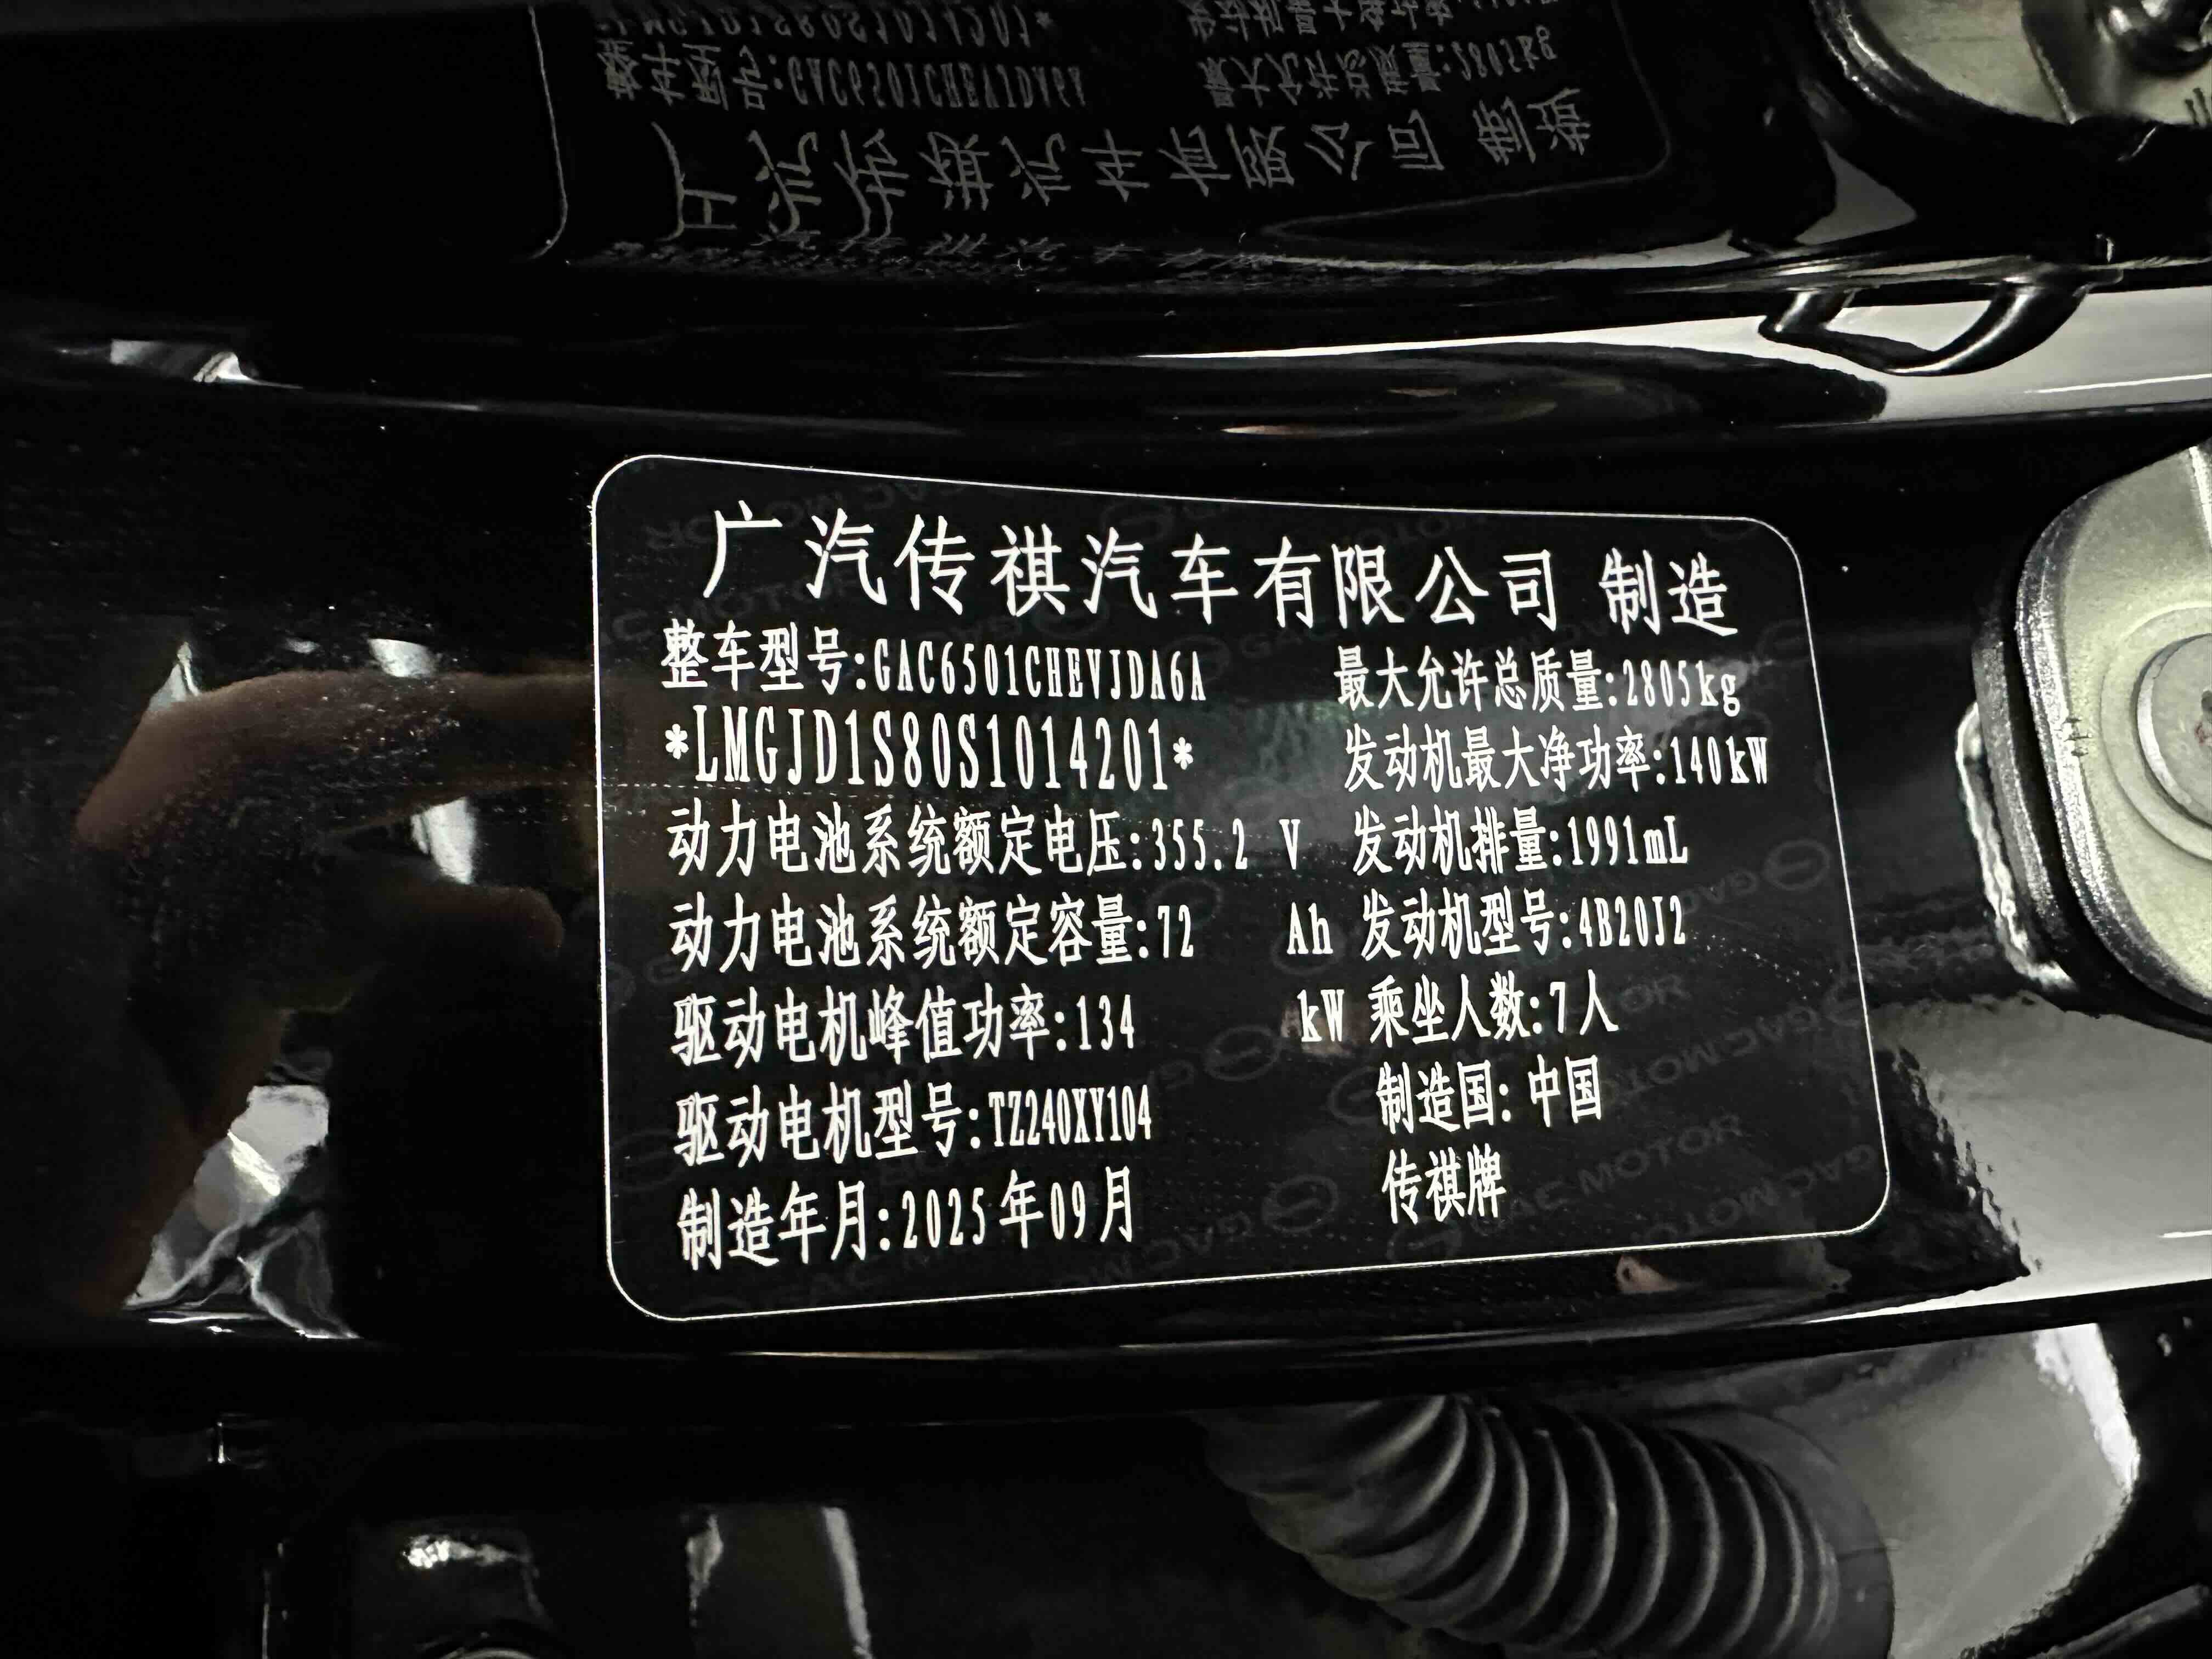 广汽传祺汽车有限公司 制造
整车型号:GAC6501CHEVJDA6A 最大允许总质量:2805kg
*LMGJD1S80S1014201* 发动机最大净功率:140kW
动力电池系统额定电压:355.2 V 发动机排量:1991mL
动力电池系统额定容量:72 Ah 发动机型号:4B20J2
驱动电机峰值功率:134 kW 乘坐人数:7人
驱动电机型号:TZ240XY104 制造国:中国
制造年月:2025年09月 传祺牌
GAC MOTOR